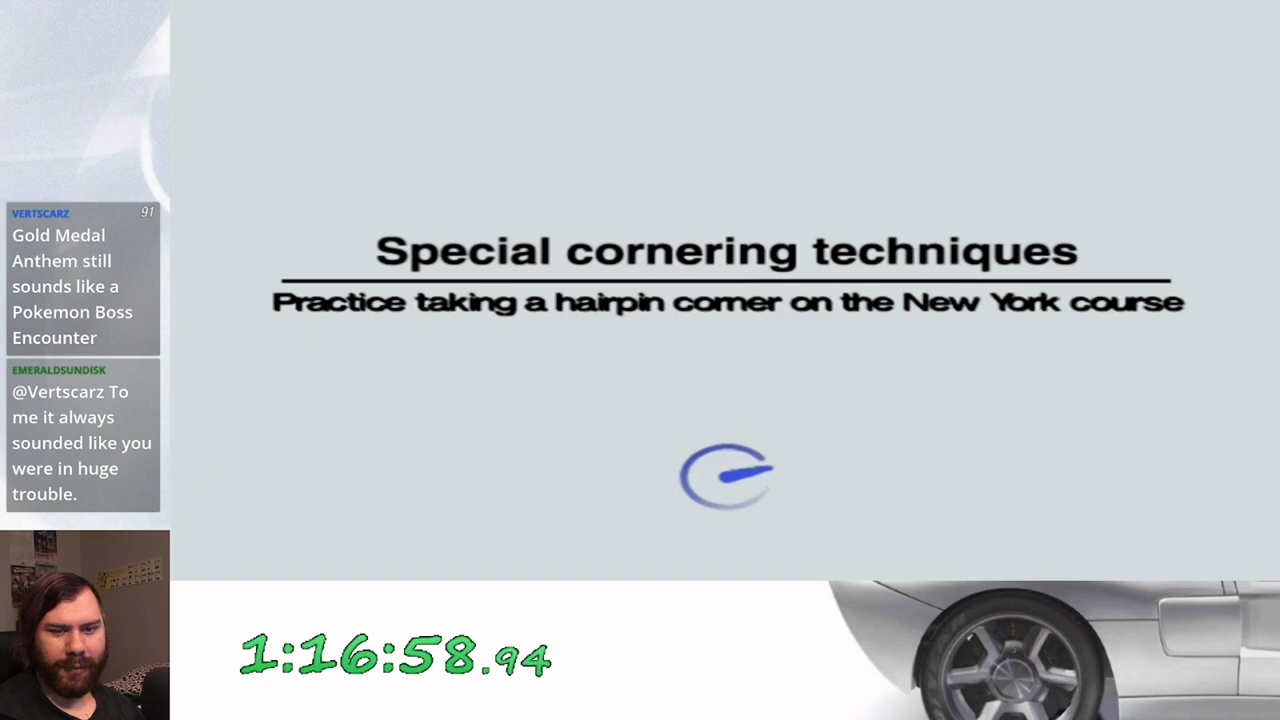 VERTSCARZ 91
Gold Medal
Anthem still
sounds like a
Pokemon Boss
Encounter
EMERALDSUNDISK
@Vertscarz To
me it always
sounded like you
were in huge
trouble.
Special cornering techniques
Practice taking a hairpin corner on the New York course
1:16:58.94